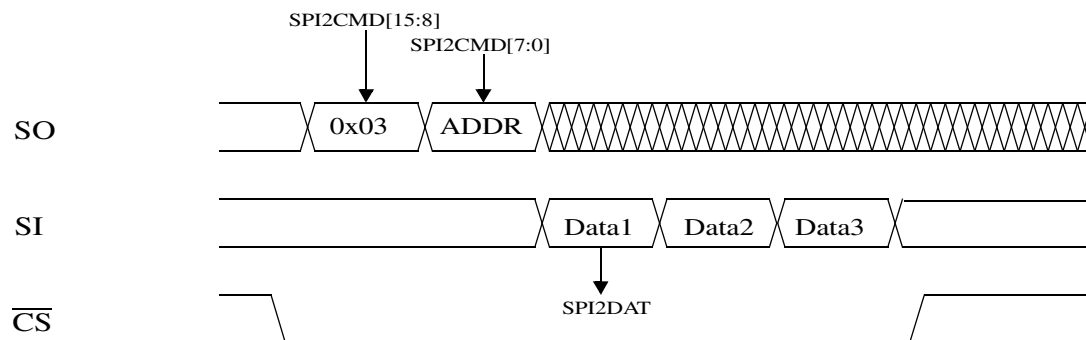 SPI2CMD[15:8]
SPI2CMD[7:0]
SO
0x03
ADDR
SI
Data1
Data2
Data3
SPI2DAT
CS